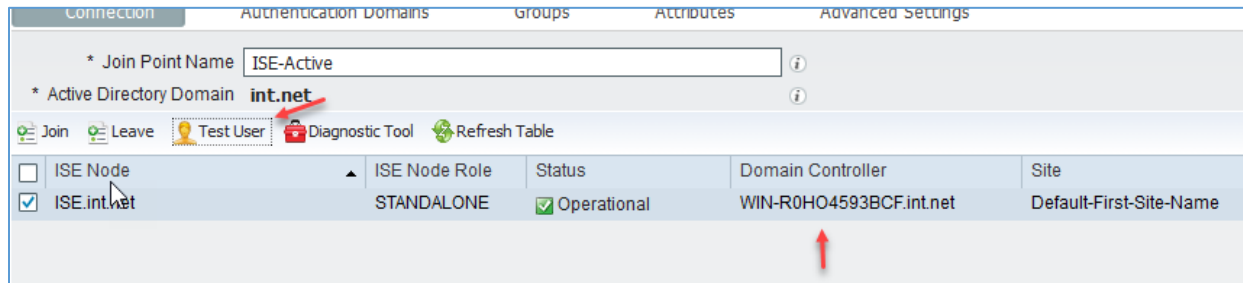 Connection Authentication Domains Groups Attributes Advanced Settings
* Join Point Name ISE-Active
* Active Directory Domain int.net
Join Leave Test User Diagnostic Tool Refresh Table
ISE Node ISE Node Role Status Domain Controller Site
ISE.int.net STANDALONE Operational WIN-R0HO4593BCF.int.net Default-First-Site-Name